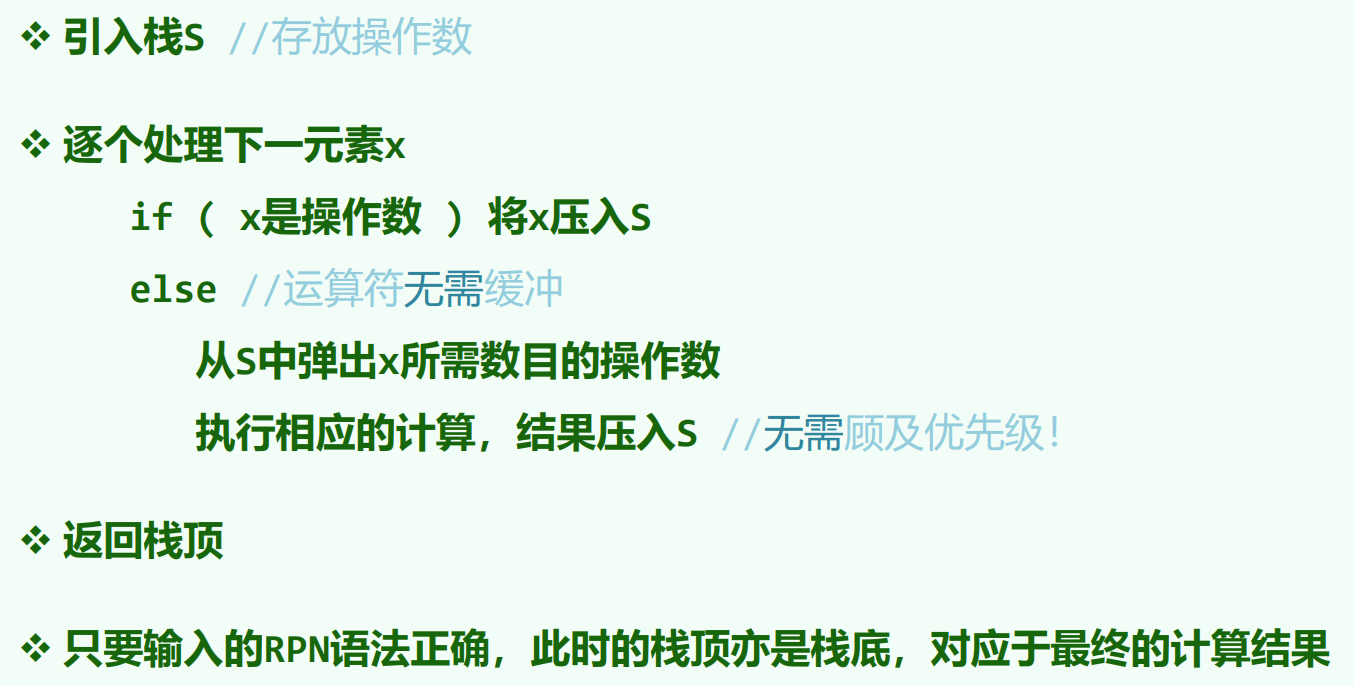 ❖ 引入栈S //存放操作数
❖ 逐个处理下一元素x
if ( x是操作数 ) 将x压入S
else //运算符无需缓冲
从S中弹出x所需数目的操作数
执行相应的计算，结果压入S //无需顾及优先级！
❖ 返回栈顶
❖ 只要输入的RPN语法正确，此时的栈顶亦是栈底，对应于最终的计算结果